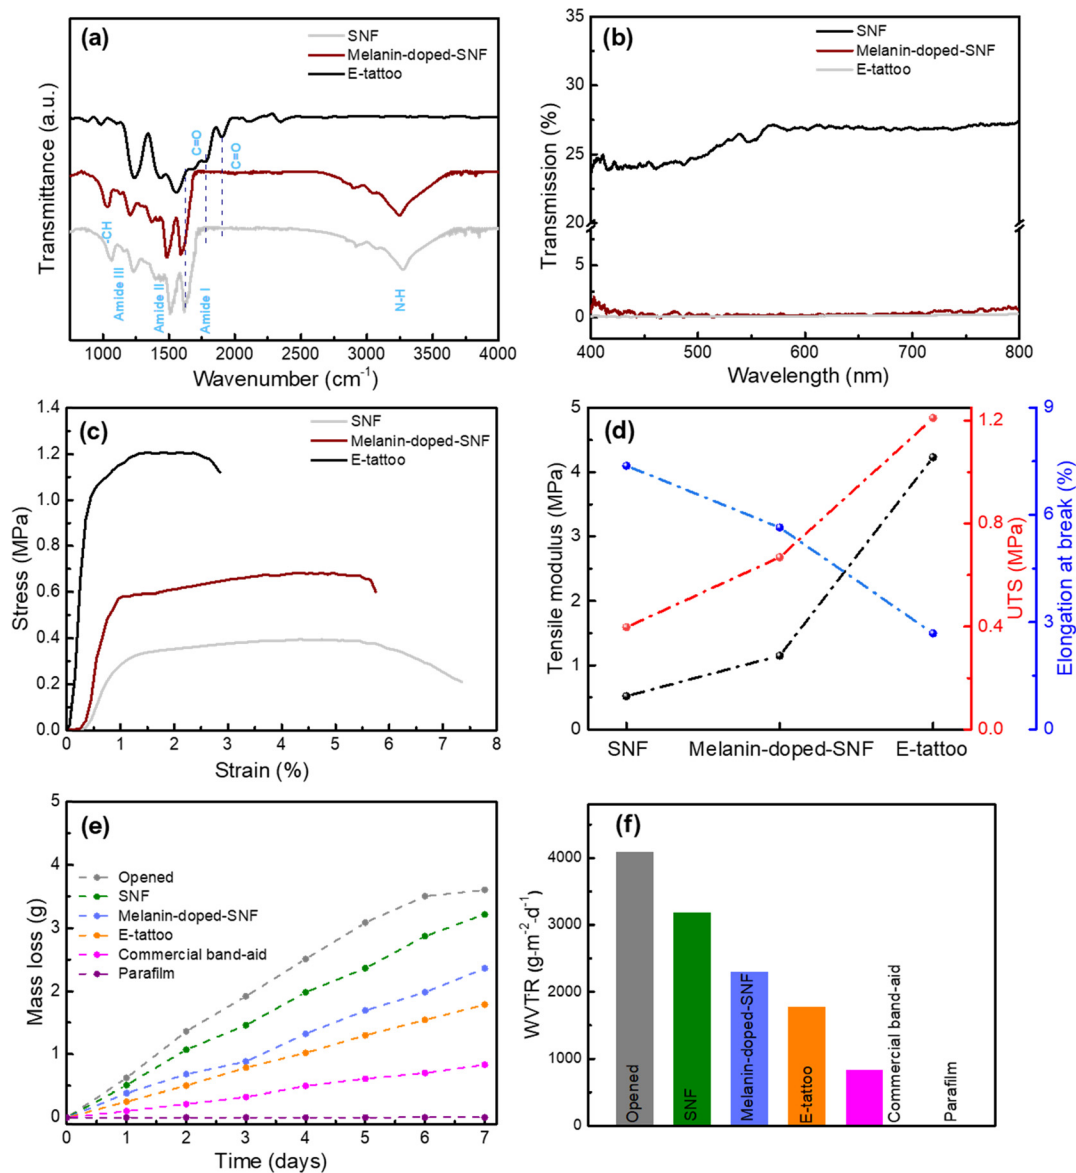 (a)
SNF
Melanin-doped-SNF
E-tattoo
Transmittance (a.u.)
C=O
C=O
-CH
Amide III
Amide II
Amide I
N-H
1000 1500 2000 2500 3000 3500 4000
Wavenumber (cm-1)
(b)
SNF
Melanin-doped-SNF
E-tattoo
Transmission (%)
35
30
25
20
5
0
400 500 600 700 800
Wavelength (nm)
(c)
SNF
Melanin-doped-SNF
E-tattoo
Stress (MPa)
1.4
1.2
1.0
0.8
0.6
0.4
0.2
0.0
0 1 2 3 4 5 6 7 8
Strain (%)
(d)
Tensile modulus (MPa)
5
4
3
2
1
0
SNF Melanin-doped-SNF E-tattoo
1.2
0.8
0.4
0.0
UTS (MPa)
9
6
3
0
Elongation at break (%)
(e)
Opened
SNF
Melanin-doped-SNF
E-tattoo
Commercial band-aid
Parafilm
Mass loss (g)
5
4
3
2
1
0
0 1 2 3 4 5 6 7
Time (days)
(f)
WVTR (g-m-2-d-1)
4000
3000
2000
1000
0
Opened
SNF
Melanin-doped-SNF
E-tattoo
Commercial band-aid
Parafilm